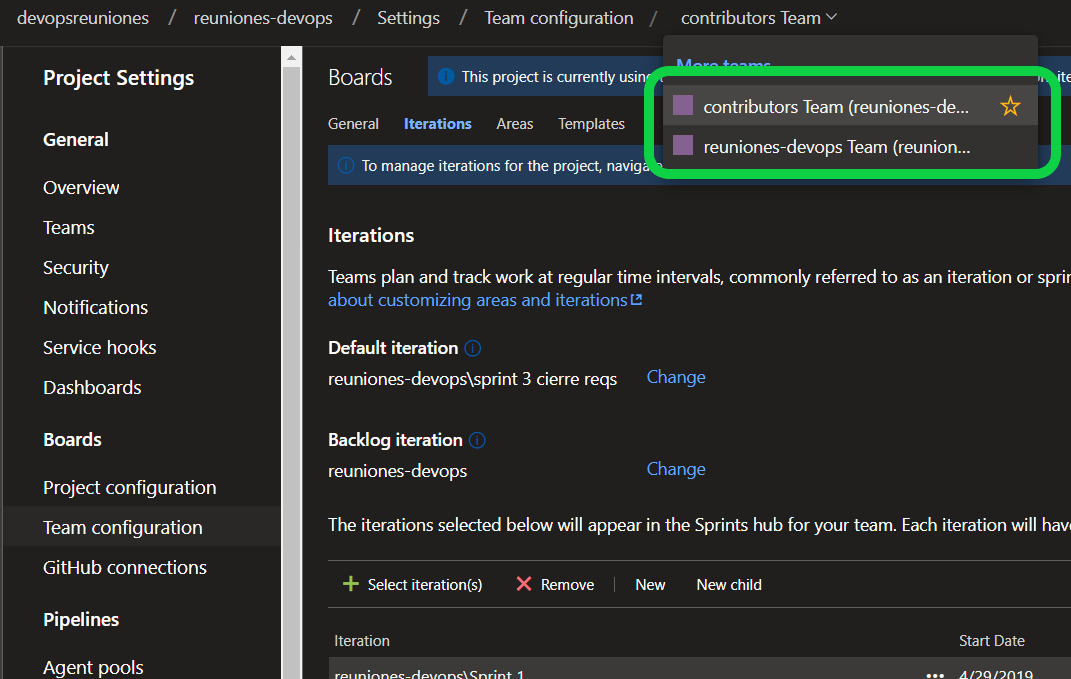 devopsreuniones / reuniones-devops / Settings / Team configuration / contributors Team
Project Settings
General
Overview
Teams
Security
Notifications
Service hooks
Dashboards
Boards
Project configuration
Team configuration
GitHub connections
Pipelines
Agent pools
Boards
This project is currently using
General Iterations Areas Templates
To manage iterations for the project, naviga
More teams
contributors Team (reuniones-de...
reuniones-devops Team (reunion...
Iterations
Teams plan and track work at regular time intervals, commonly referred to as an iteration or sprin
about customizing areas and iterations
Default iteration
reuniones-devops\sprint 3 cierre reqs Change
Backlog iteration
reuniones-devops Change
The iterations selected below will appear in the Sprints hub for your team. Each iteration will have
Select iteration(s) Remove New New child
Iteration Start Date
reuniones-devops\Sprint 1 ... 4/29/2019